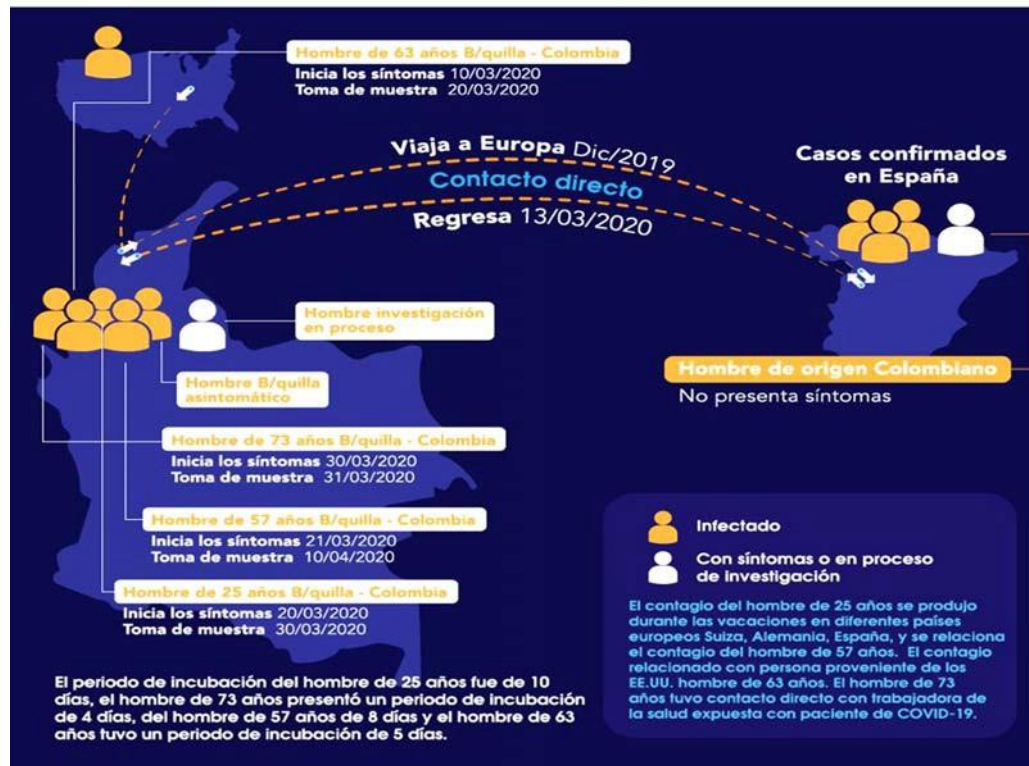 Hombre de 63 años B/quilla - Colombia
Inicia los síntomas 10/03/2020
Toma de muestra 20/03/2020
Viaja a Europa Dic/2019
Contacto directo
Regresa 13/03/2020
Casos confirmados
en España
Hombre investigación
en proceso
Hombre B/quilla
asintomático
Hombre de origen Colombiano
No presenta síntomas
Hombre de 73 años B/quilla - Colombia
Inicia los síntomas 30/03/2020
Toma de muestra 31/03/2020
Hombre de 57 años B/quilla - Colombia
Inicia los síntomas 21/03/2020
Toma de muestra 10/04/2020
Hombre de 25 años B/quilla - Colombia
Inicia los síntomas 20/03/2020
Toma de muestra 30/03/2020
El periodo de incubación del hombre de 25 años fue de 10
días, el hombre de 73 años presentó un periodo de incubación
de 4 días, del hombre de 57 años de 8 días y el hombre de 63
años tuvo un periodo de incubación de 5 días.
Infectado
Con síntomas o en proceso
de investigación
El contagio del hombre de 25 años se produjo
durante las vacaciones en diferentes países
europeos Suiza, Alemania, España, y se relaciona
el contagio del hombre de 57 años. El contagio
relacionado con persona proveniente de los
EE.UU. hombre de 63 años. El hombre de 73
años tuvo contacto directo con trabajadora de
la salud expuesta con paciente de COVID-19.